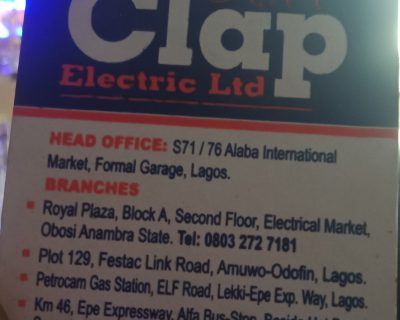 Clap
Electric Ltd
HEAD OFFICE: S71 / 76 Alaba International
Market, Formal Garage, Lagos.
BRANCHES
Royal Plaza, Block A, Second Floor, Electrical Market,
Obosi Anambra State. Tel: 0803 272 7181
Plot 129, Festac Link Road, Amuwo-Odofin, Lagos.
Petrocam Gas Station, ELF Road, Lekki-Epe Exp. Way, Lagos.
Km 46, Epe Expressway, Alfa Bus-Stop, Beside